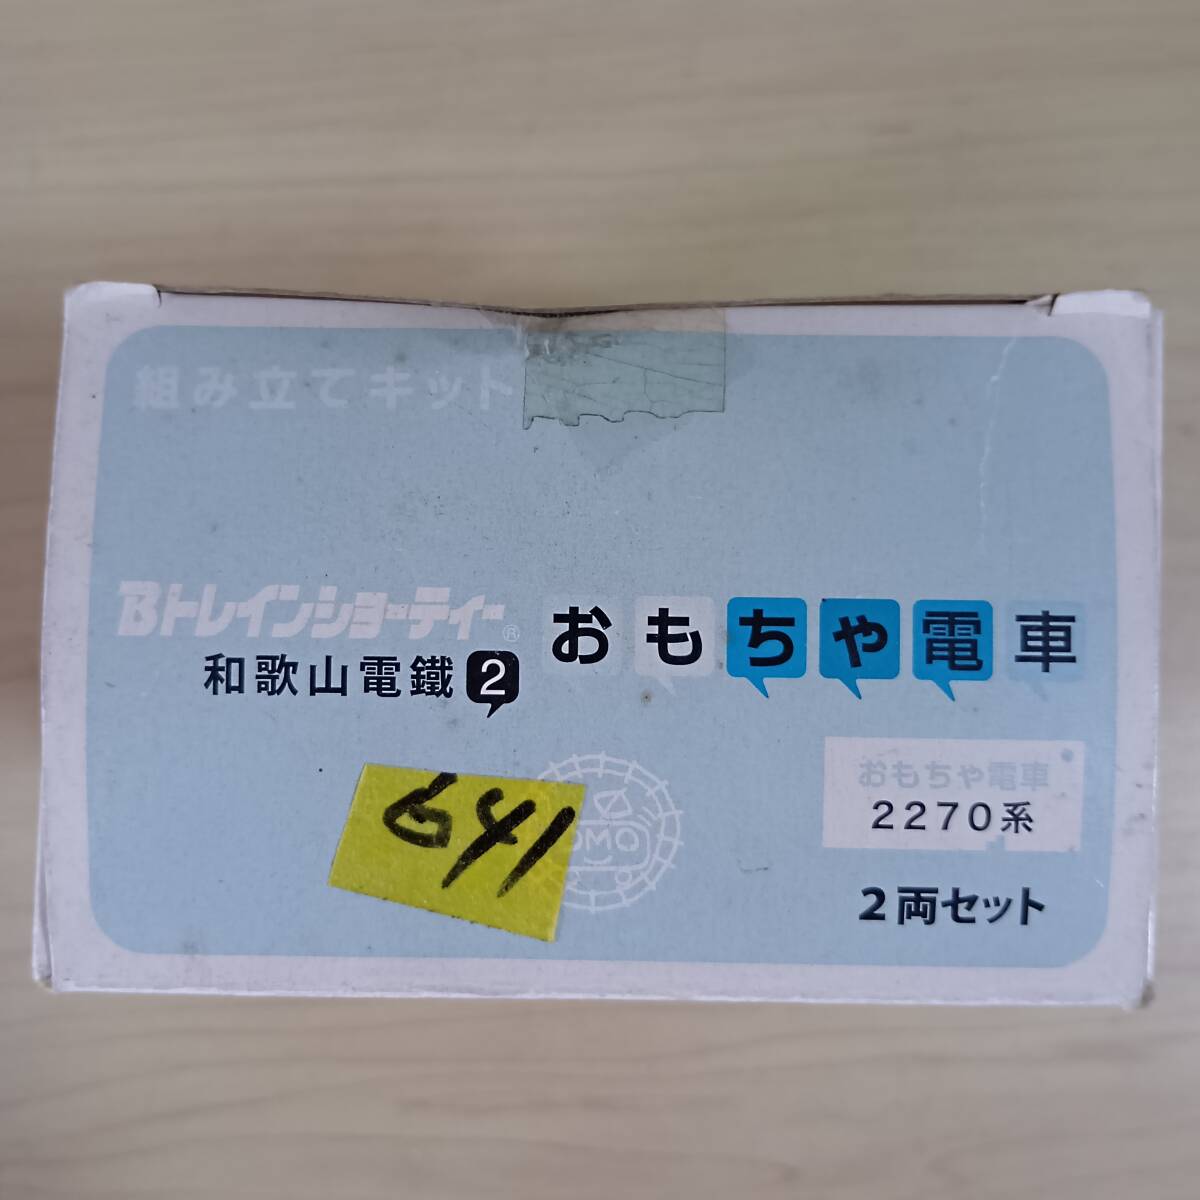 組み立てキット
Bトレインショーティー®
和歌山電鐵2
おもちゃ電車
おもちゃ電車
2270系
2両セット
641